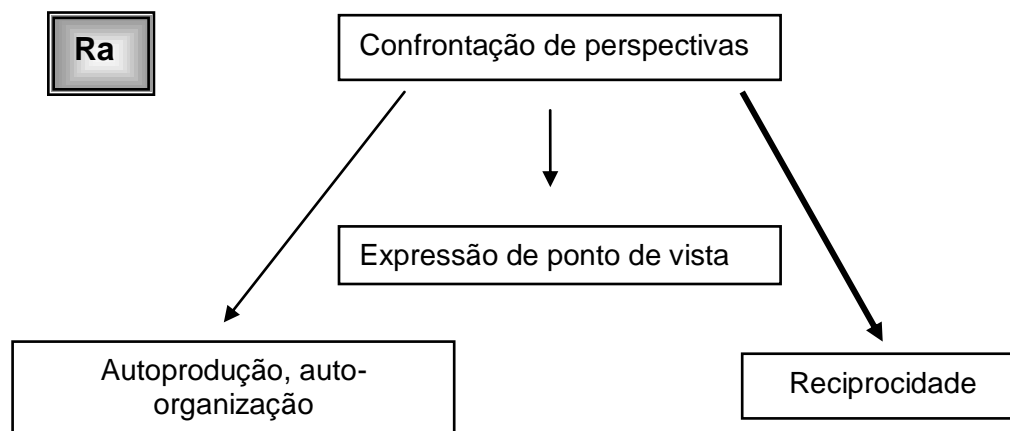 Ra
Confrontação de perspectivas
Expressão de ponto de vista
Autoprodução, auto-
organização
Reciprocidade